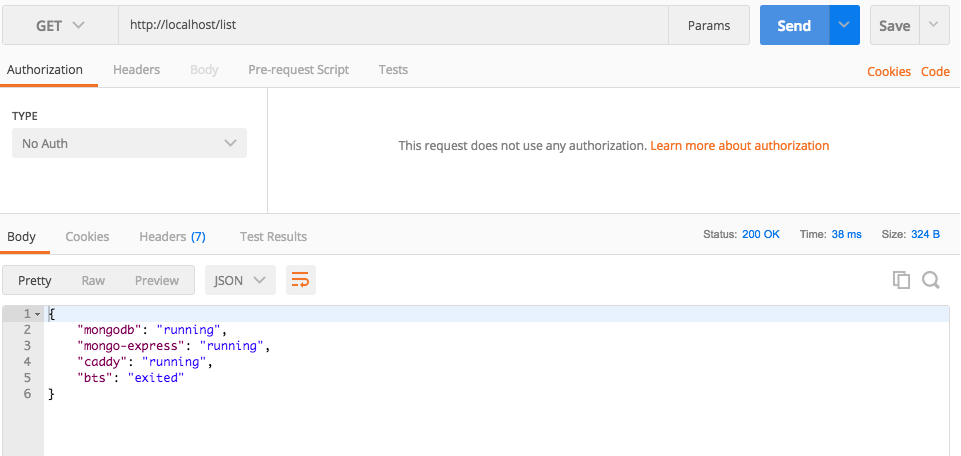 GET http://localhost/list Params Send Save
Authorization Headers Body Pre-request Script Tests Cookies Code
TYPE
No Auth
This request does not use any authorization. Learn more about authorization
Body Cookies Headers (7) Test Results Status: 200 OK Time: 38 ms Size: 324 B
Pretty Raw Preview JSON
1 {
2 "mongodb": "running",
3 "mongo-express": "running",
4 "caddy": "running",
5 "bts": "exited"
6 }